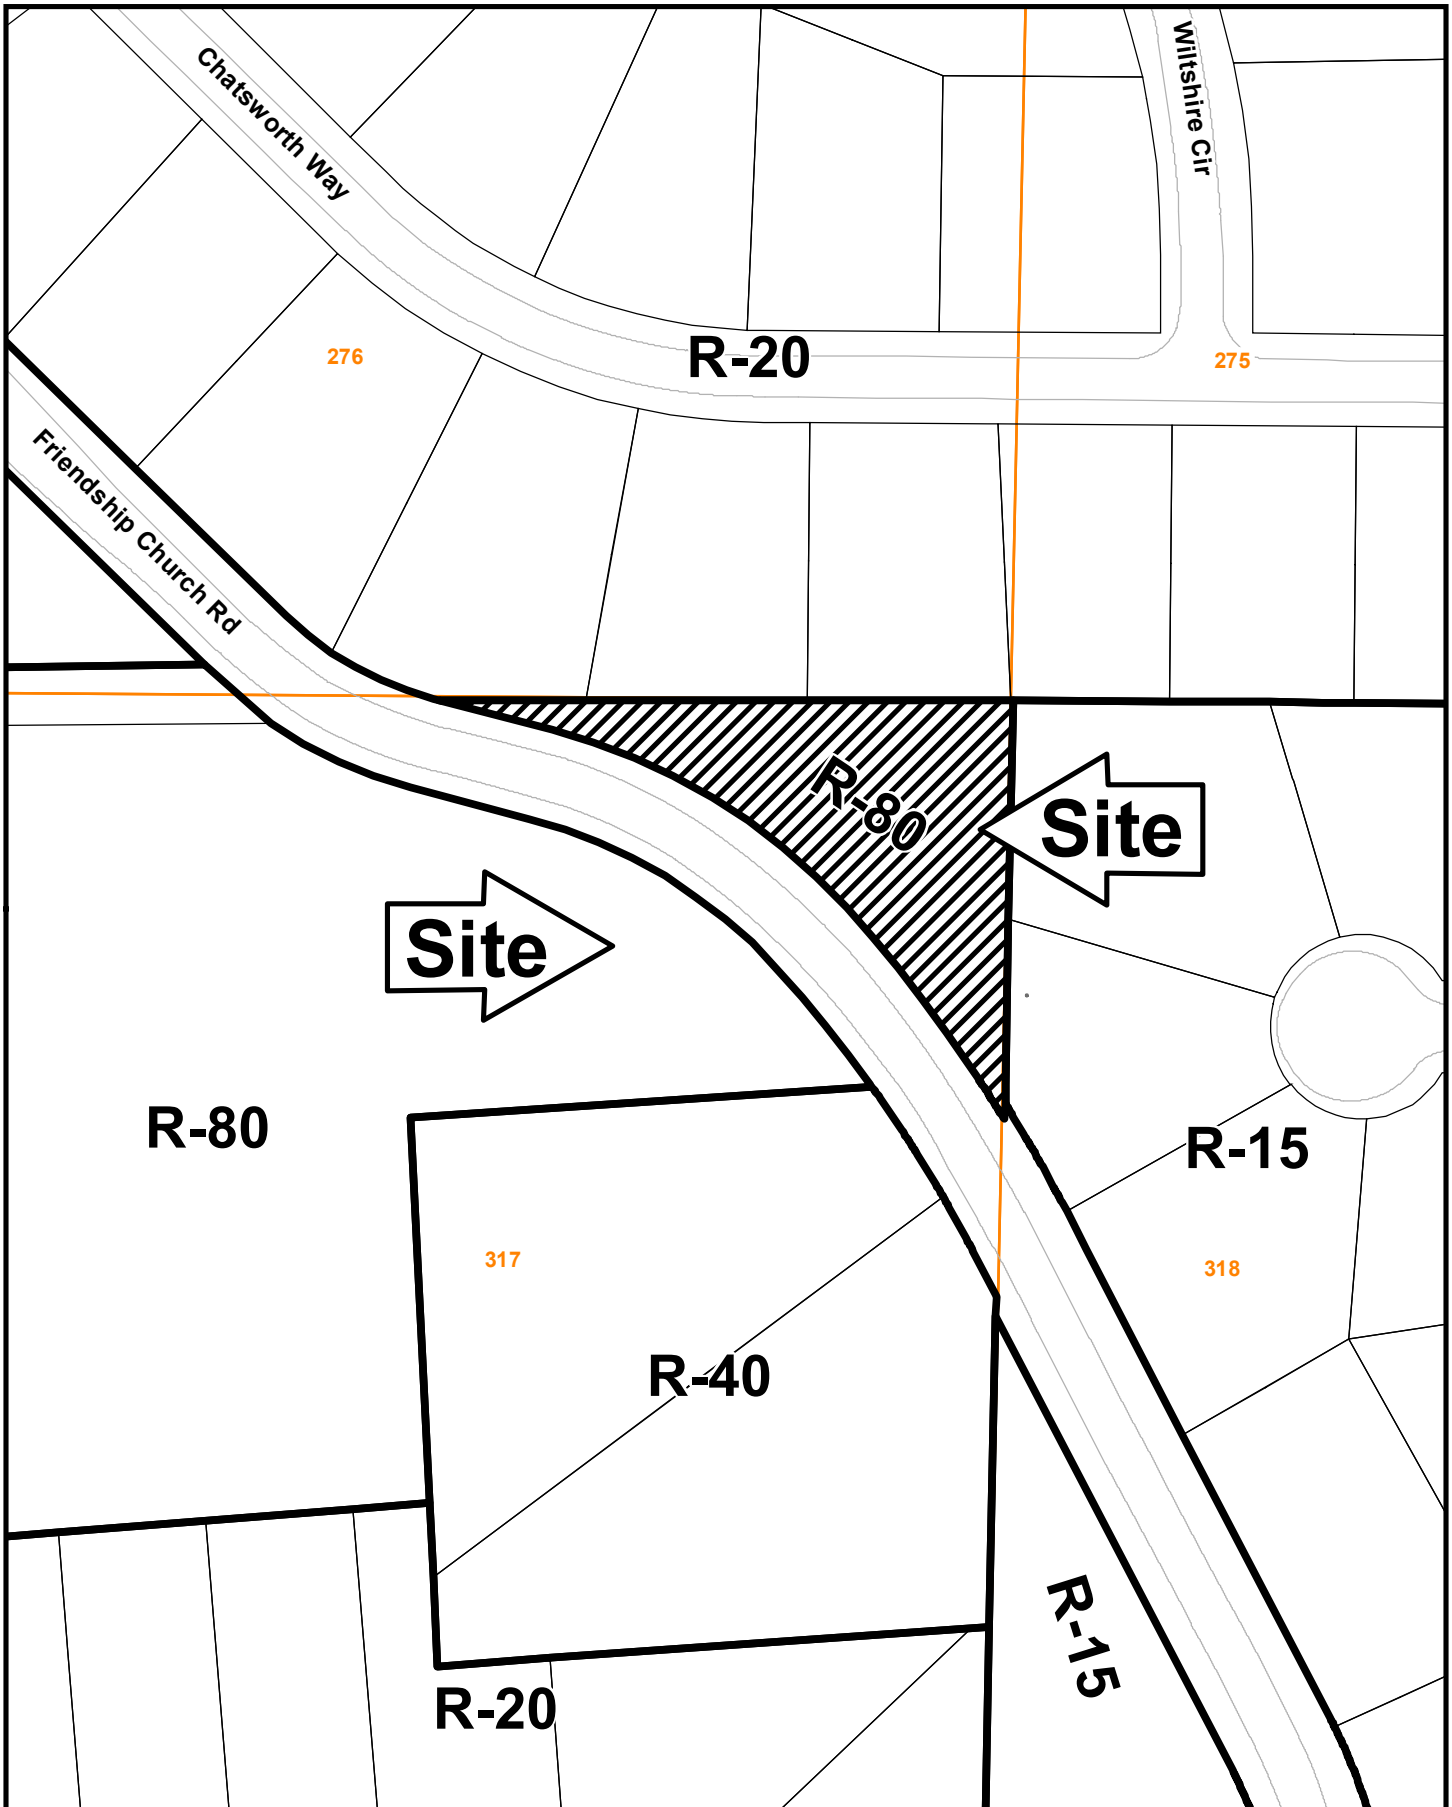 Wiltshire Cir
Chatsworth Way
276
R-20
275
Friendship Church Rd
R-80
Site
Site
R-80
R-15
317
318
R-40
R-15
R-20